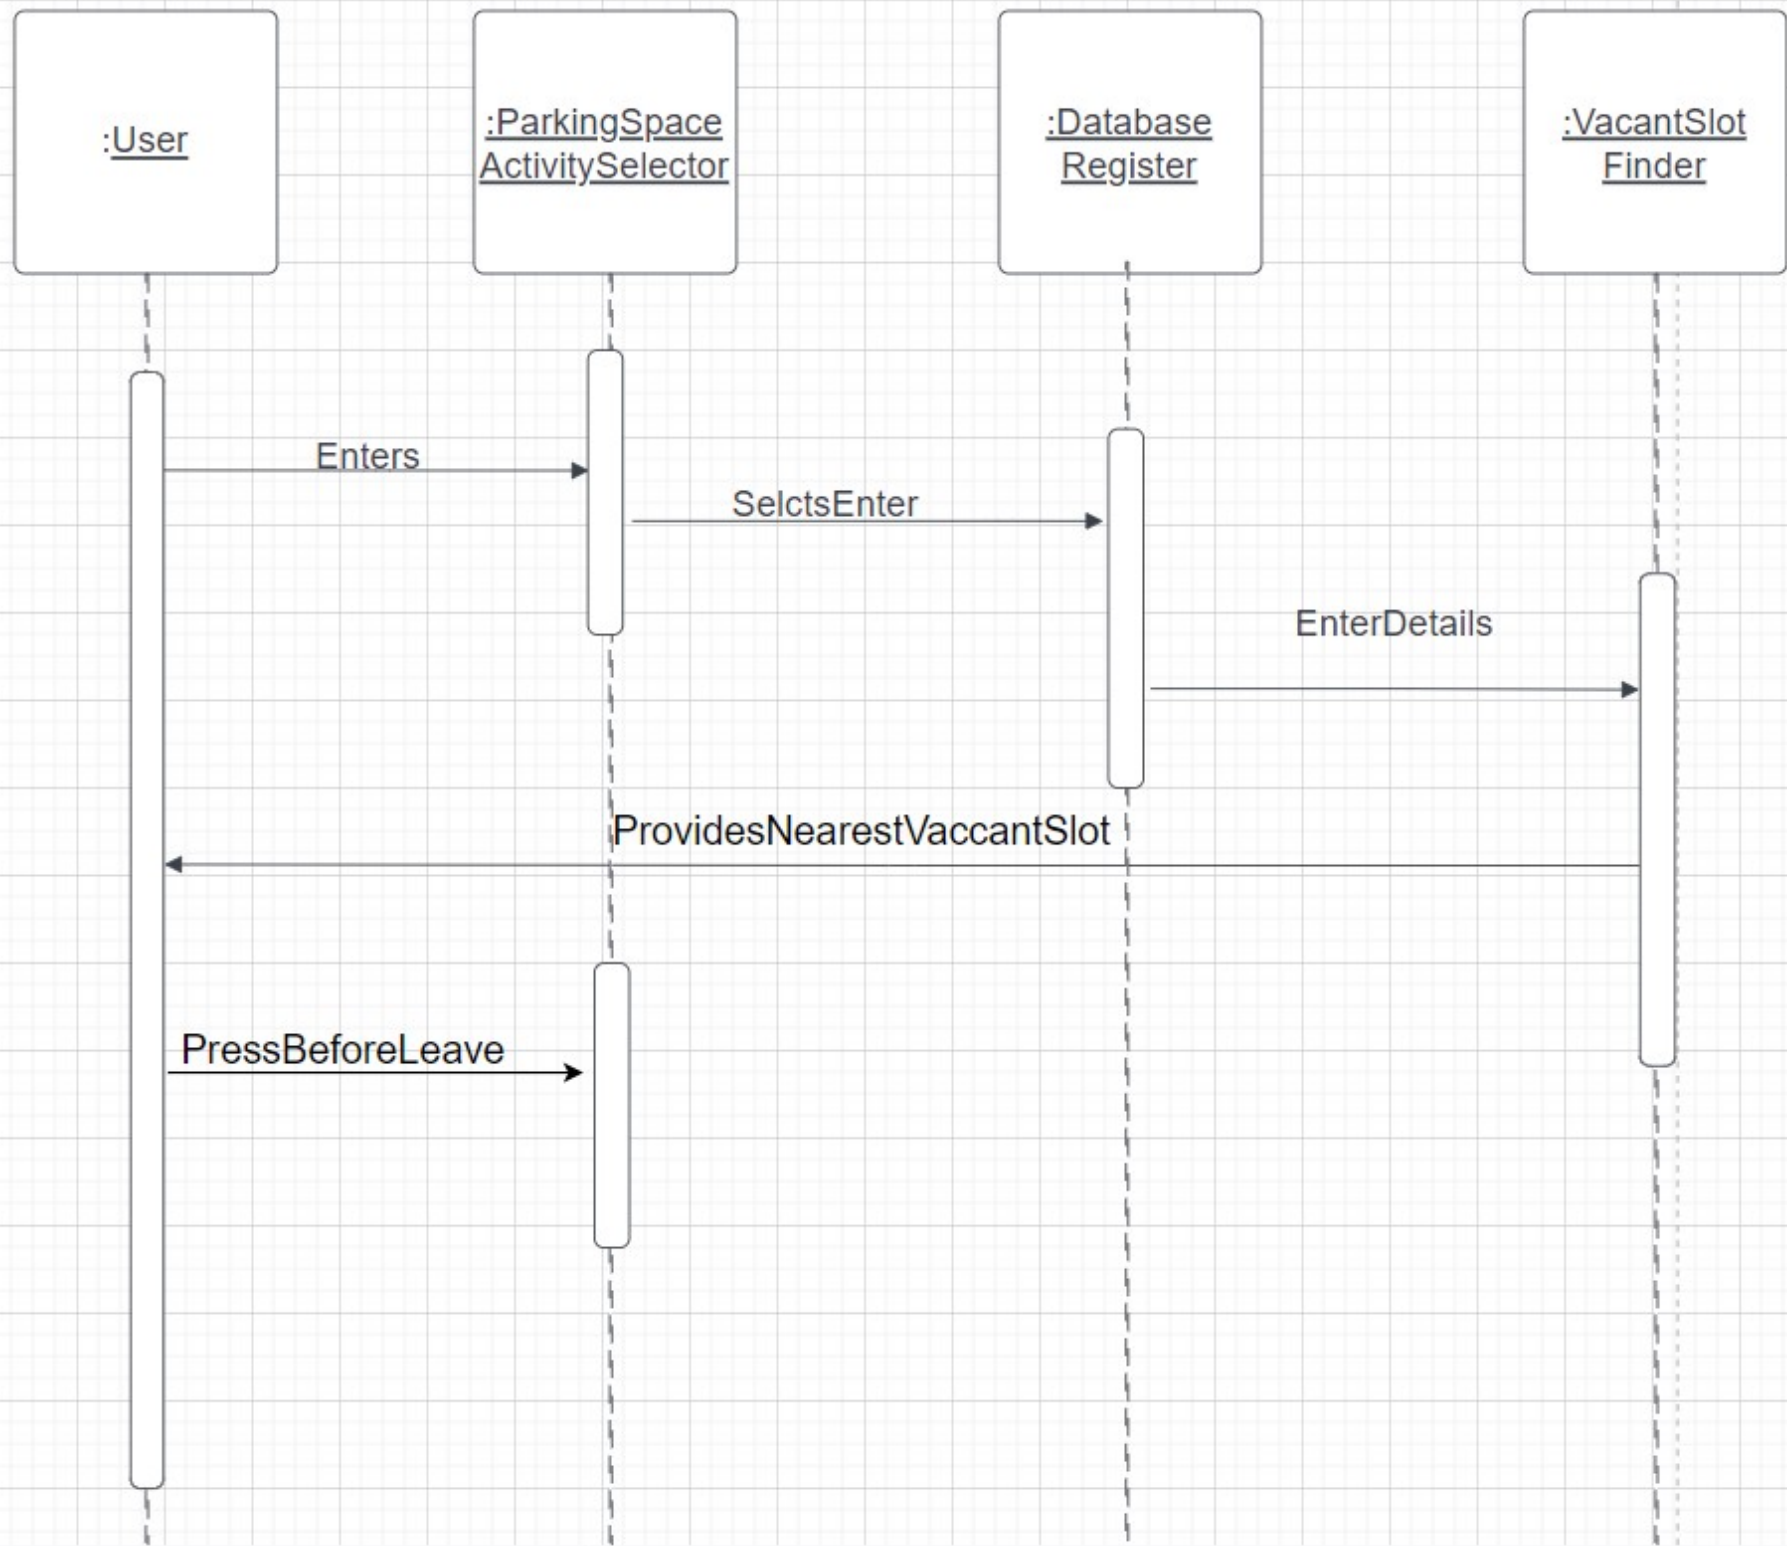 :User
:ParkingSpace
ActivitySelector
:Database
Register
:VacantSlot
Finder
Enters
SelctsEnter
EnterDetails
ProvidesNearestVaccantSlot
PressBeforeLeave